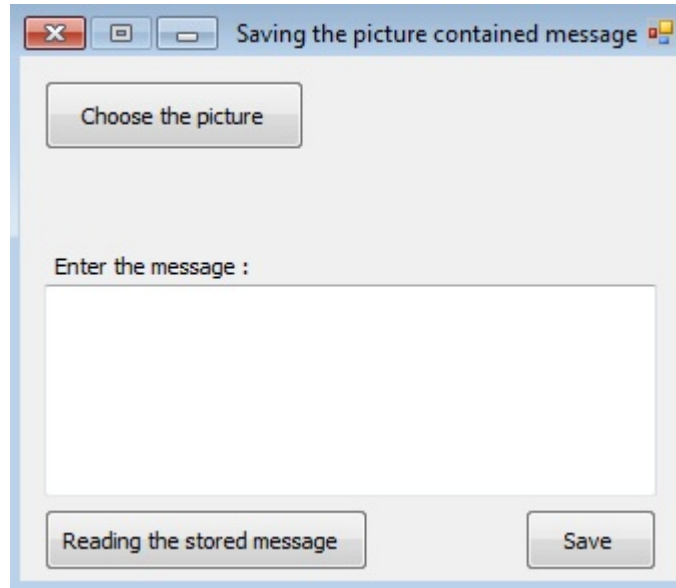 Saving the picture contained message
Choose the picture
Enter the message :
Reading the stored message
Save